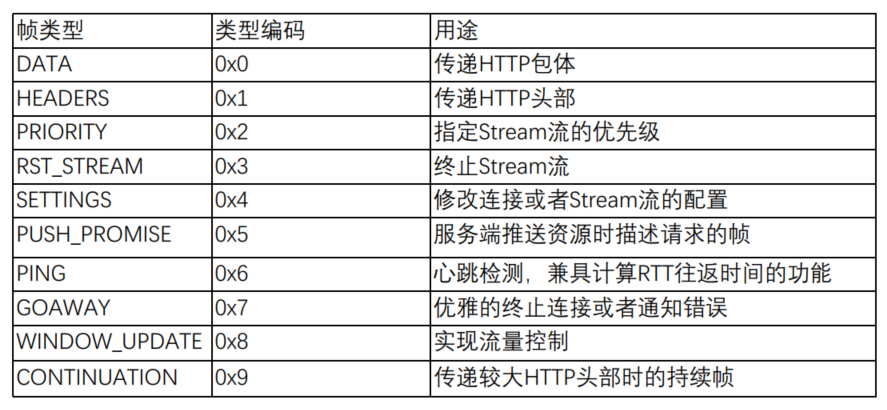 帧类型 类型编码 用途
DATA 0x0 传递HTTP包体
HEADERS 0x1 传递HTTP头部
PRIORITY 0x2 指定Stream流的优先级
RST_STREAM 0x3 终止Stream流
SETTINGS 0x4 修改连接或者Stream流的配置
PUSH_PROMISE 0x5 服务端推送资源时描述请求的帧
PING 0x6 心跳检测，兼具计算RTT往返时间的功能
GOAWAY 0x7 优雅的终止连接或者通知错误
WINDOW_UPDATE 0x8 实现流量控制
CONTINUATION 0x9 传递较大HTTP头部时的持续帧